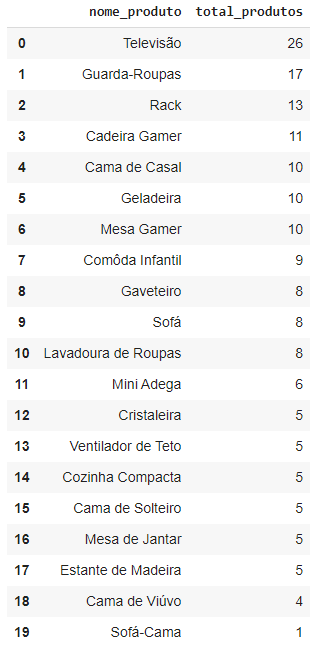 nome_produto total_produtos
0 Televisão 26
1 Guarda-Roupas 17
2 Rack 13
3 Cadeira Gamer 11
4 Cama de Casal 10
5 Geladeira 10
6 Mesa Gamer 10
7 Comôda Infantil 9
8 Gaveteiro 8
9 Sofá 8
10 Lavadoura de Roupas 8
11 Mini Adega 6
12 Cristaleira 5
13 Ventilador de Teto 5
14 Cozinha Compacta 5
15 Cama de Solteiro 5
16 Mesa de Jantar 5
17 Estante de Madeira 5
18 Cama de Viúvo 4
19 Sofá-Cama 1